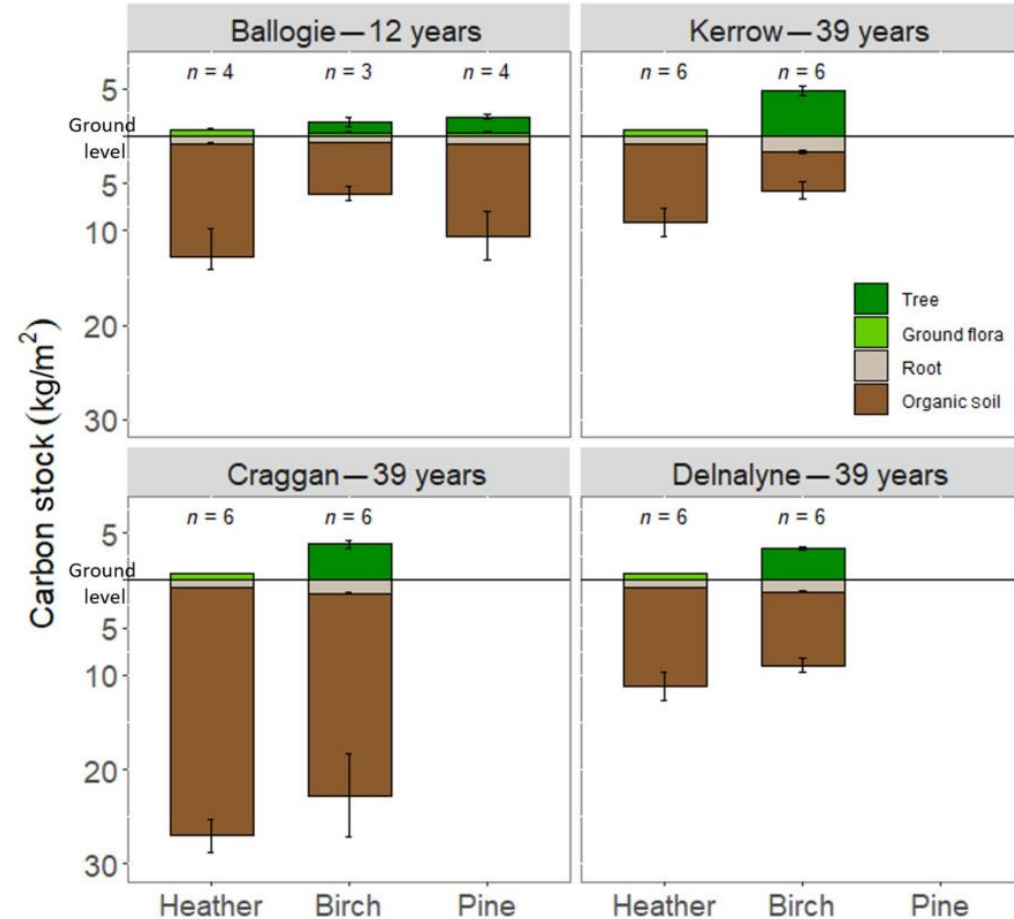 Ballogie — 12 years
Kerrow — 39 years
n = 4
n = 3
n = 4
n = 6
n = 6
5
Ground
level
5
10
20
30
Tree
Ground flora
Root
Organic soil
Carbon stock (kg/m²)
Craggan — 39 years
Delnalyne — 39 years
n = 6
n = 6
n = 6
n = 6
5
Ground
level
5
10
20
30
Heather
Birch
Pine
Heather
Birch
Pine